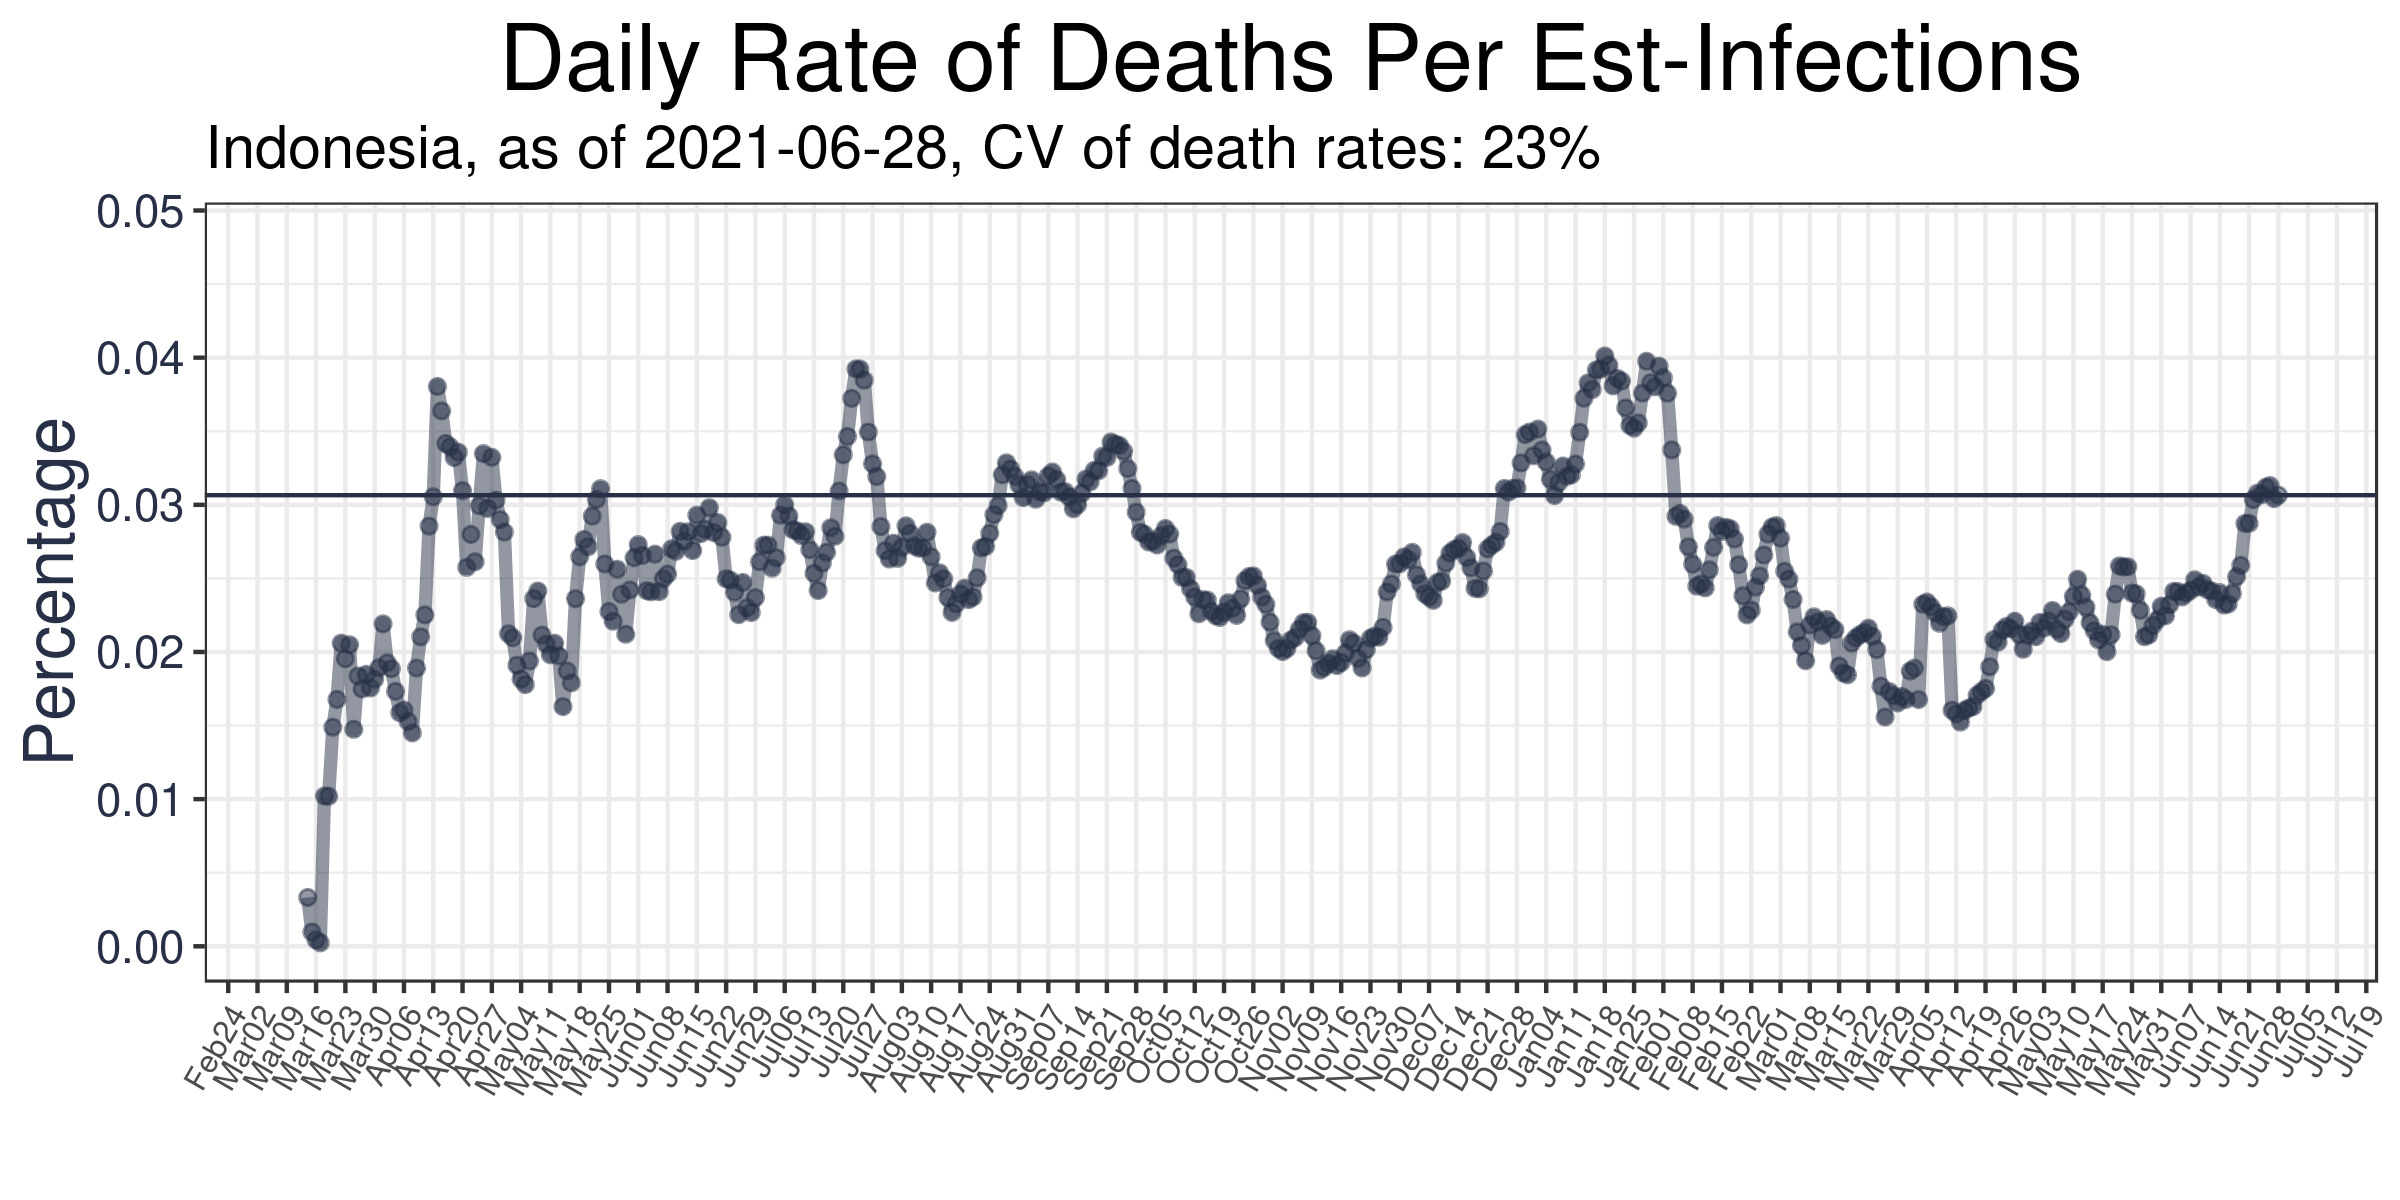 Daily Rate of Deaths Per Est-Infections
Indonesia, as of 2021-06-28, CV of death rates: 23%
Percentage
0.05
0.04
0.03
0.02
0.01
0.00
Feb24
Mar02
Mar09
Mar16
Mar23
Mar30
Apr06
Apr13
Apr20
Apr27
May04
May11
May18
May25
Jun01
Jun08
Jun15
Jun22
Jun29
Jul06
Jul13
Jul20
Jul27
Aug03
Aug10
Aug17
Aug24
Aug31
Sep07
Sep14
Sep21
Sep28
Oct05
Oct12
Oct19
Oct26
Nov02
Nov09
Nov16
Nov23
Nov30
Dec07
Dec14
Dec21
Dec28
Jan04
Jan11
Jan18
Jan25
Feb01
Feb08
Feb15
Feb22
Mar01
Mar08
Mar15
Mar22
Mar29
Apr05
Apr12
Apr19
Apr26
May03
May10
May17
May24
May31
Jun07
Jun14
Jun21
Jun28
Jul05
Jul12
Jul19